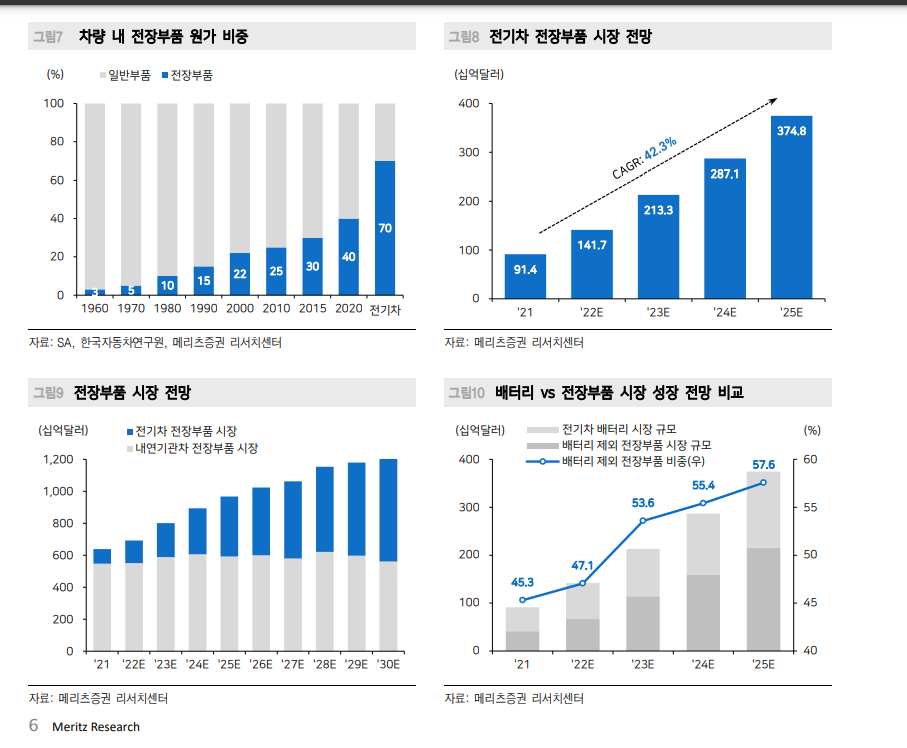 그림7 차량 내 전장부품 원가 비중
(%)
일반부품 전장부품
100
80
60
40
20
0
3 5 10 15 22 25 30 40 70
1960 1970 1980 1990 2000 2010 2015 2020 전기차
자료: SA, 한국자동차연구원, 메리츠증권 리서치센터
그림8 전기차 전장부품 시장 전망
(십억달러)
400
300
200
100
0
CAGR: 42.3%
91.4 141.7 213.3 287.1 374.8
'21 '22E '23E '24E '25E
자료: 메리츠증권 리서치센터
그림9 전장부품 시장 전망
(십억달러)
전기차 전장부품 시장
내연기관차 전장부품 시장
1,200
1,000
800
600
400
200
0
'21 '22E '23E '24E '25E '26E '27E '28E '29E '30E
자료: 메리츠증권 리서치센터
그림10 배터리 vs 전장부품 시장 성장 전망 비교
(십억달러) (%)
전기차 배터리 시장 규모
배터리 제외 전장부품 시장 규모
배터리 제외 전장부품 비중(우)
400 60
300 55
200 50
100 45
0 40
45.3 47.1 53.6 55.4 57.6
'21 '22E '23E '24E '25E
자료: 메리츠증권 리서치센터
6 Meritz Research